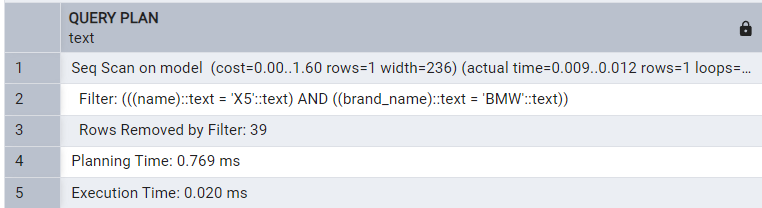 QUERY PLAN
text
1 Seq Scan on model (cost=0.00..1.60 rows=1 width=236) (actual time=0.009..0.012 rows=1 loops=...
2 Filter: (((name)::text = 'X5'::text) AND ((brand_name)::text = 'BMW'::text))
3 Rows Removed by Filter: 39
4 Planning Time: 0.769 ms
5 Execution Time: 0.020 ms